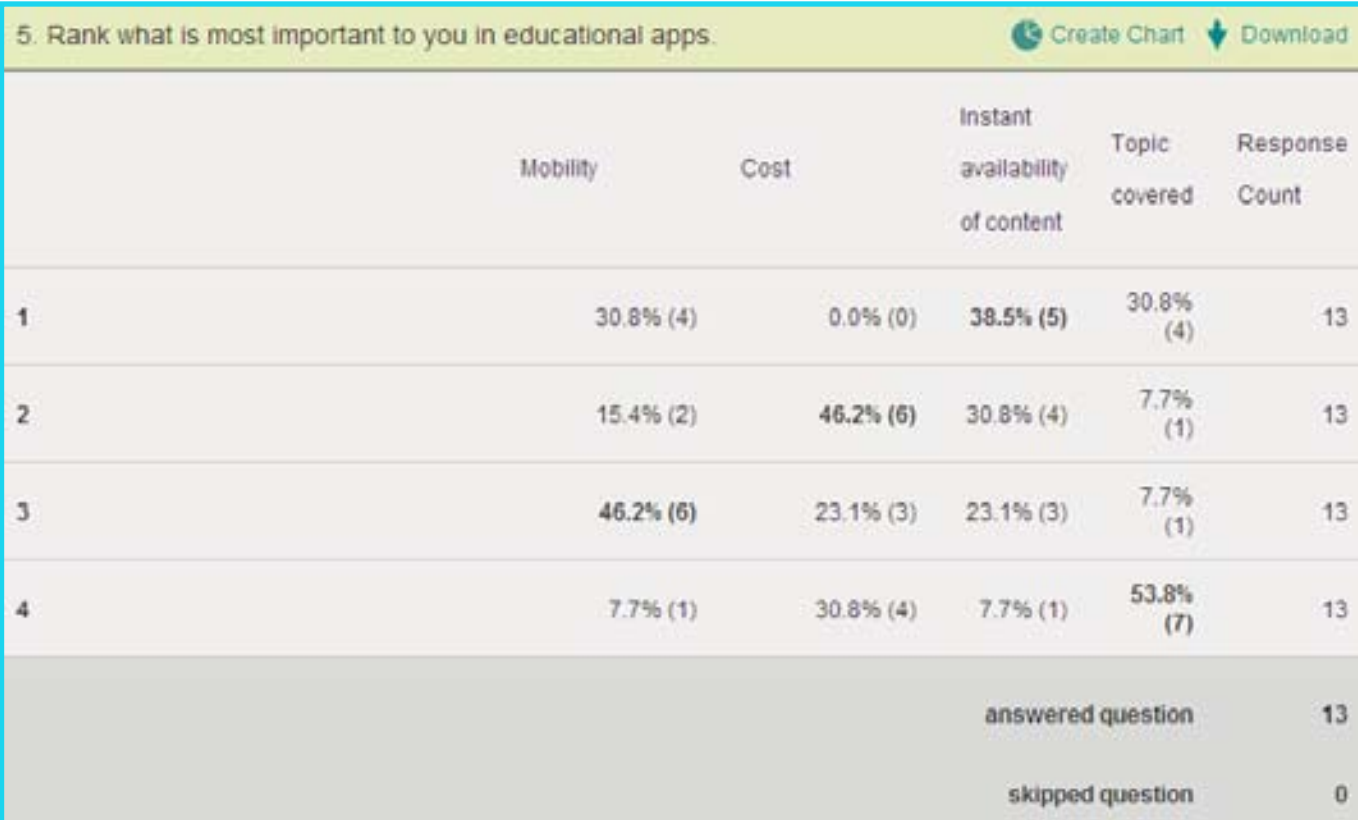 5. Rank what is most important to you in educational apps. Create Chart Download
Instant
Mobility Cost availability Topic Response
of content covered Count
1 30.8% (4) 0.0% (0) 38.5% (5) 30.8% (4) 13
2 15.4% (2) 46.2% (6) 30.8% (4) 7.7% (1) 13
3 46.2% (6) 23.1% (3) 23.1% (3) 7.7% (1) 13
4 7.7% (1) 30.8% (4) 7.7% (1) 53.8% (7) 13
answered question 13
skipped question 0